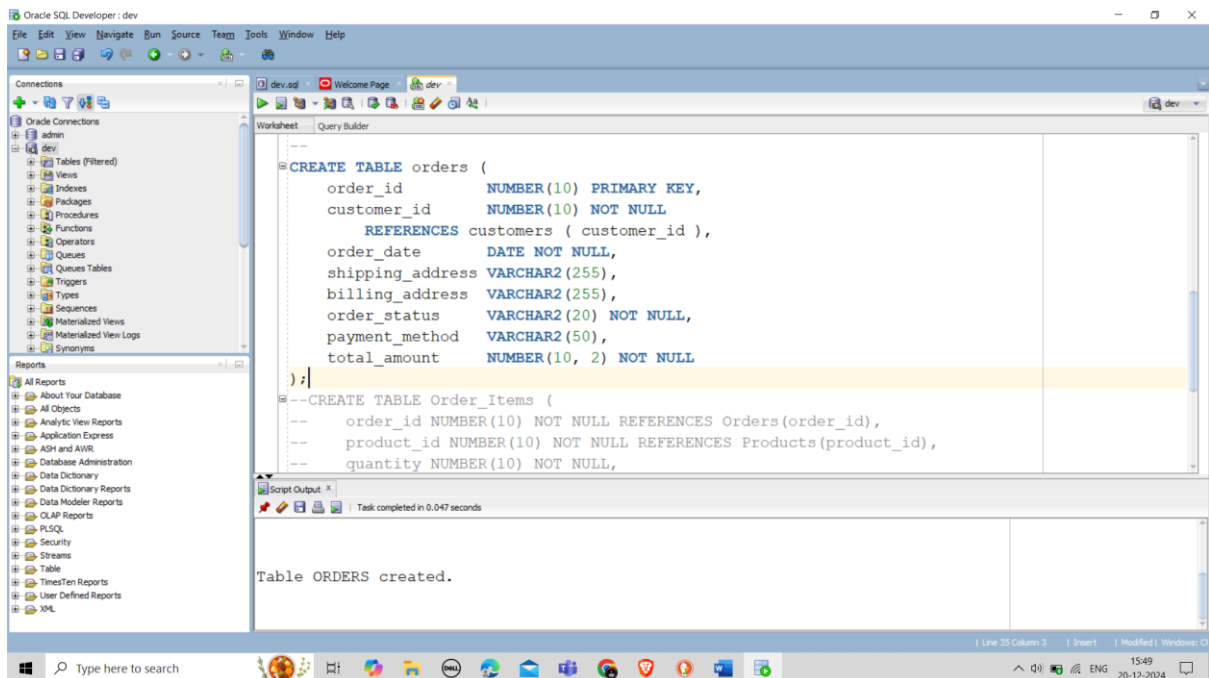 Oracle SQL Developer : dev
File Edit View Navigate Run Source Team Tools Window Help
Connections
Oracle Connections
admin
dev
Tables (Filtered)
Views
Indexes
Packages
Procedures
Functions
Operators
Queues
Queues Tables
Triggers
Types
Sequences
Materialized Views
Materialized View Logs
Synonyms
Reports
All Reports
About Your Database
All Objects
Analytic View Reports
Application Express
ASH and AWR
Database Administration
Data Dictionary
Data Dictionary Reports
Data Modeler Reports
OLAP Reports
PLSQL
Security
Streams
Table
TimesTen Reports
User Defined Reports
XML
dev.sql Welcome Page dev
dev
Worksheet Query Builder
--
CREATE TABLE orders (
order_id NUMBER(10) PRIMARY KEY,
customer_id NUMBER(10) NOT NULL
REFERENCES customers ( customer_id ),
order_date DATE NOT NULL,
shipping_address VARCHAR2(255),
billing_address VARCHAR2(255),
order_status VARCHAR2(20) NOT NULL,
payment_method VARCHAR2(50),
total_amount NUMBER(10, 2) NOT NULL
);
--CREATE TABLE Order_Items (
-- order_id NUMBER(10) NOT NULL REFERENCES Orders(order_id),
-- product_id NUMBER(10) NOT NULL REFERENCES Products(product_id),
-- quantity NUMBER(10) NOT NULL,
Script Output
Task completed in 0.047 seconds
Table ORDERS created.
| Line 35 Column 3 | Insert | Modified | Windows: C
Type here to search
DELL
ENG
15:49
20-12-2024